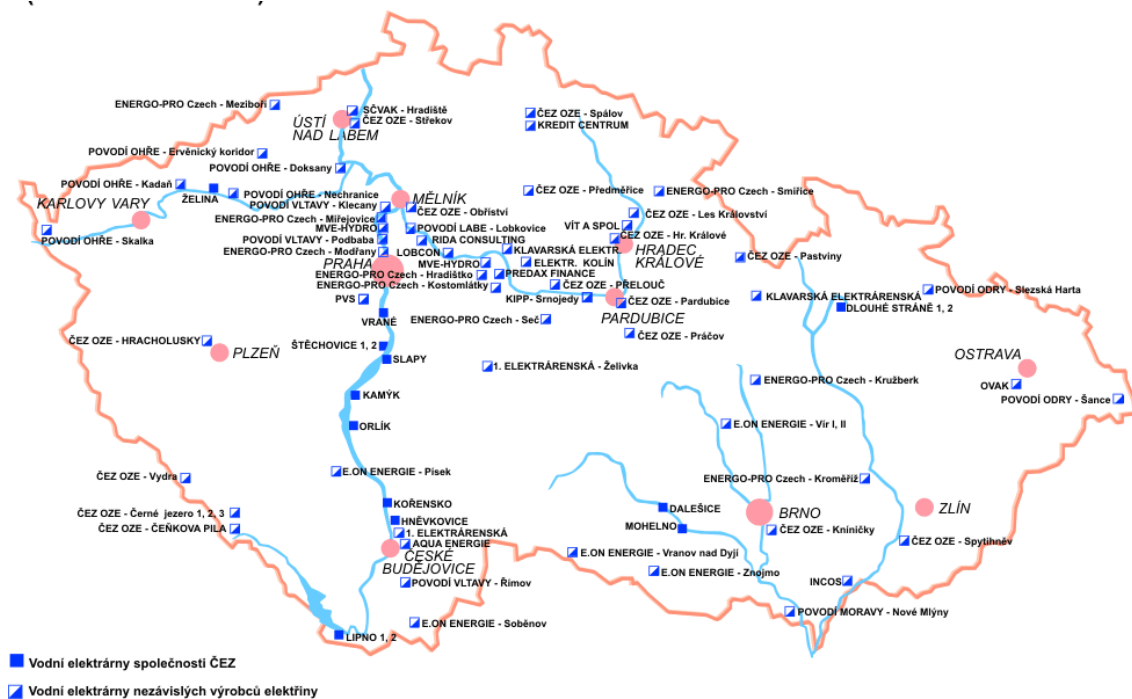 ENERGO-PRO Czech - Meziboří
SČVAK - Hradiště
ČEZ OZE - Střekov
ÚSTÍ
NAD LABEM
ČEZ OZE - Spálov
KREDIT CENTRUM
POVODÍ OHŘE - Ervěnický koridor
POVODÍ OHŘE - Doksany
POVODÍ OHŘE - Kadaň
ŽELINA
POVODÍ OHŘE - Nechranice
KARLOVY VARY
POVODÍ OHŘE - Skalka
MĚLNÍK
POVODÍ VLTAVY - Klecany
ČEZ OZE - Obříství
ENERGO-PRO Czech - Miřejovice
MVE-HYDRO
POVODÍ LABE - Lobkovice
POVODÍ VLTAVY - Podbaba
RIDA CONSULTING
ENERGO-PRO Czech - Modřany
LOBCON
PRAHA
ČEZ OZE - Předměřice
ENERGO-PRO Czech - Smiřice
ČEZ OZE - Les Království
VÍT A SPOL
ČEZ OZE - Hr. Králové
HRADEC
KRÁLOVÉ
KLAVARSKÁ ELEKTR.
MVE-HYDRO
ELEKTR. KOLÍN
ENERGO-PRO Czech - Hradištko
PREDAX FINANCE
ENERGO-PRO Czech - Kostomlátky
ČEZ OZE - PŘELOUČ
KIPP - Srnojedy
ČEZ OZE - Pardubice
PARDUBICE
ČEZ OZE - Pastviny
KLAVARSKÁ ELEKTRÁRENSKÁ
POVODÍ ODRY - Slezská Harta
DLOUHÉ STRÁNĚ 1, 2
PVS
VRANÉ
ENERGO-PRO Czech - Seč
ČEZ OZE - Práčov
ČEZ OZE - HRACHOLUSKY
PLZEŇ
ŠTĚCHOVICE 1, 2
SLAPY
1. ELEKTRÁRENSKÁ - Želivka
OSTRAVA
OVAK
POVODÍ ODRY - Šance
ENERGO-PRO Czech - Kružberk
KAMÝK
ORLÍK
E.ON ENERGIE - Vír I, II
ČEZ OZE - Vydra
E.ON ENERGIE - Písek
ENERGO-PRO Czech - Kroměříž
KOŘENSKO
DALEŠICE
BRNO
ZLÍN
ČEZ OZE - Černé jezero 1, 2, 3
ČEZ OZE - ČEŇKOVA PILA
HNĚVKOVICE
1. ELEKTRÁRENSKÁ
AQUA ENERGIE
ČESKÉ
BUDĚJOVICE
MOHELNO
ČEZ OZE - Kníničky
ČEZ OZE - Spytihněv
E.ON ENERGIE - Vranov nad Dyjí
E.ON ENERGIE - Znojmo
POVODÍ VLTAVY - Římov
INCOS
POVODÍ MORAVY - Nové Mlýny
E.ON ENERGIE - Soběnov
LIPNO 1, 2
Vodní elektrárny společnosti ČEZ
Vodní elektrárny nezávislých výrobců elektřiny